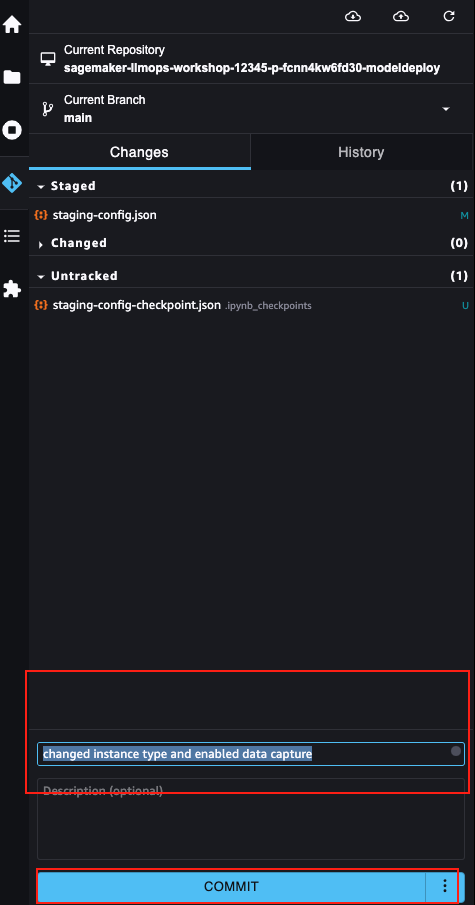 Current Repository
sagemaker-llmops-workshop-12345-p-fcnn4kw6fd30-modeldeploy
Current Branch
main
Changes History
Staged (1)
staging-config.json M
Changed (0)
Untracked (1)
staging-config-checkpoint.json .ipynb_checkpoints U
changed instance type and enabled data capture
Description (optional)
COMMIT